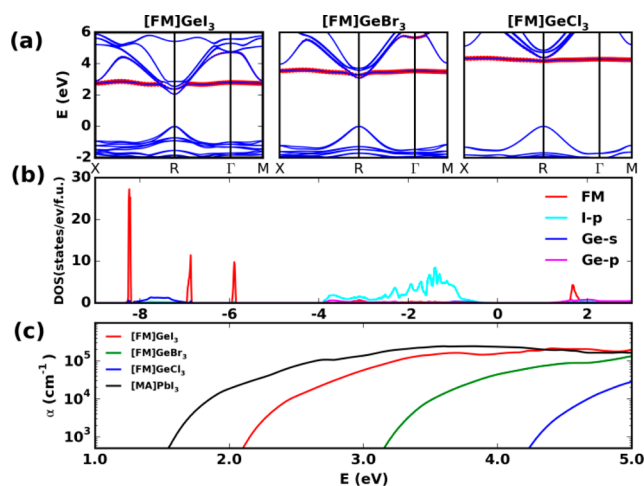 (a) [FM]GeI3 [FM]GeBr3 [FM]GeCl3
E (eV)
6
4
2
0
-2
X R Γ M X R Γ M X R Γ M
(b)
DOS(states/ev/f.u.)
30
20
10
0
FM
I-p
Ge-s
Ge-p
-8 -6 -4 -2 0 2
(c)
α (cm-1)
10^5
10^4
10^3
[FM]GeI3
[FM]GeBr3
[FM]GeCl3
[MA]PbI3
1.0 2.0 3.0 4.0 5.0
E (eV)